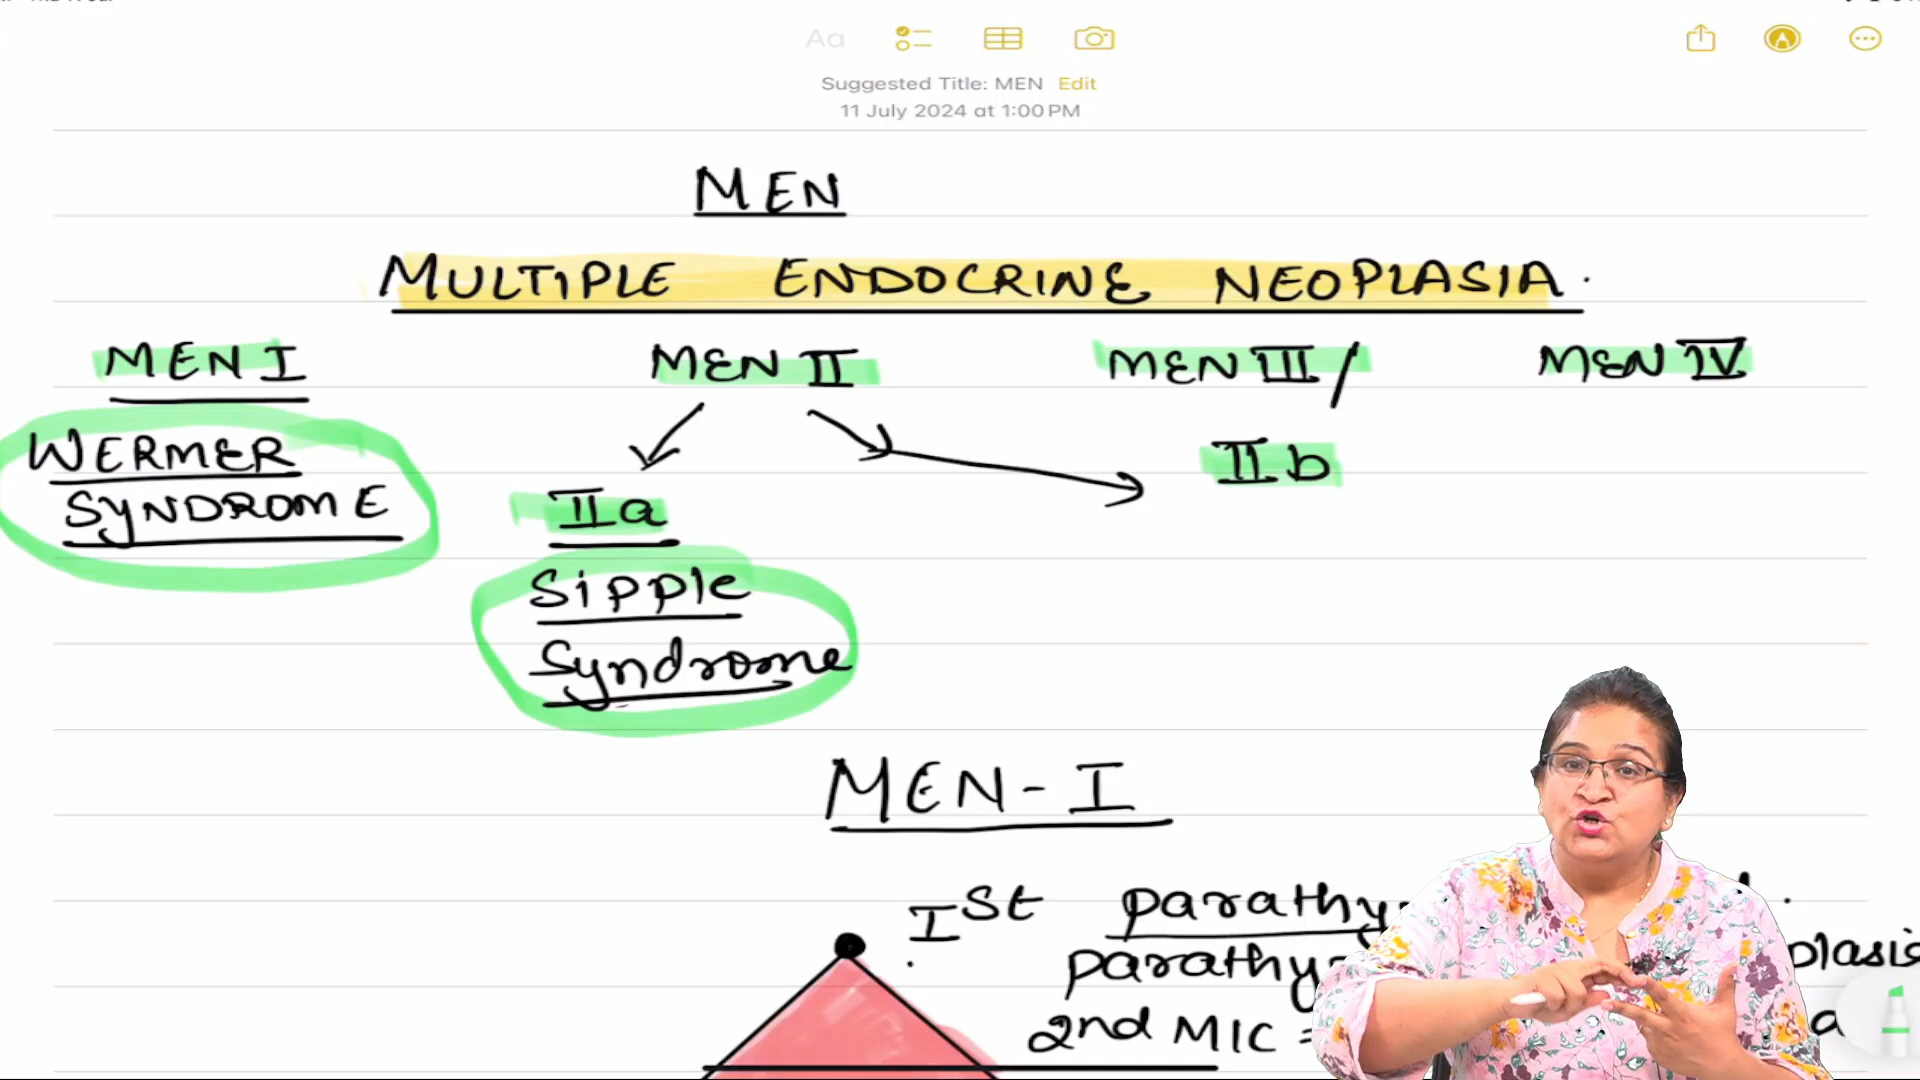 Aa
Suggested Title: MEN Edit
11 July 2024 at 1:00 PM
MEN
MULTIPLE ENDOCRINE NEOPLASIA.
MEN I MEN II MEN III / MEN IV
WERMER SYNDROME
IIa IIb
Sipple Syndrome
MEN - I
Ist
2nd MIC =